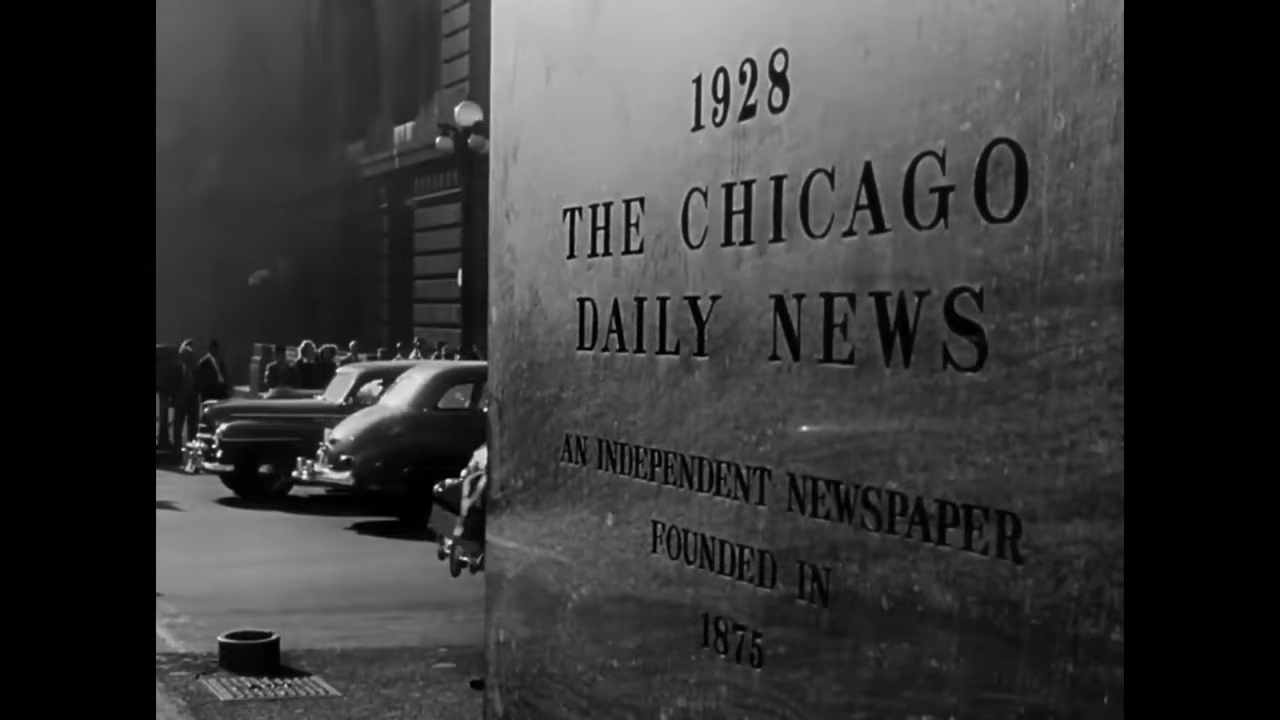 1928
THE CHICAGO
DAILY NEWS
AN INDEPENDENT NEWSPAPER
FOUNDED IN
1875